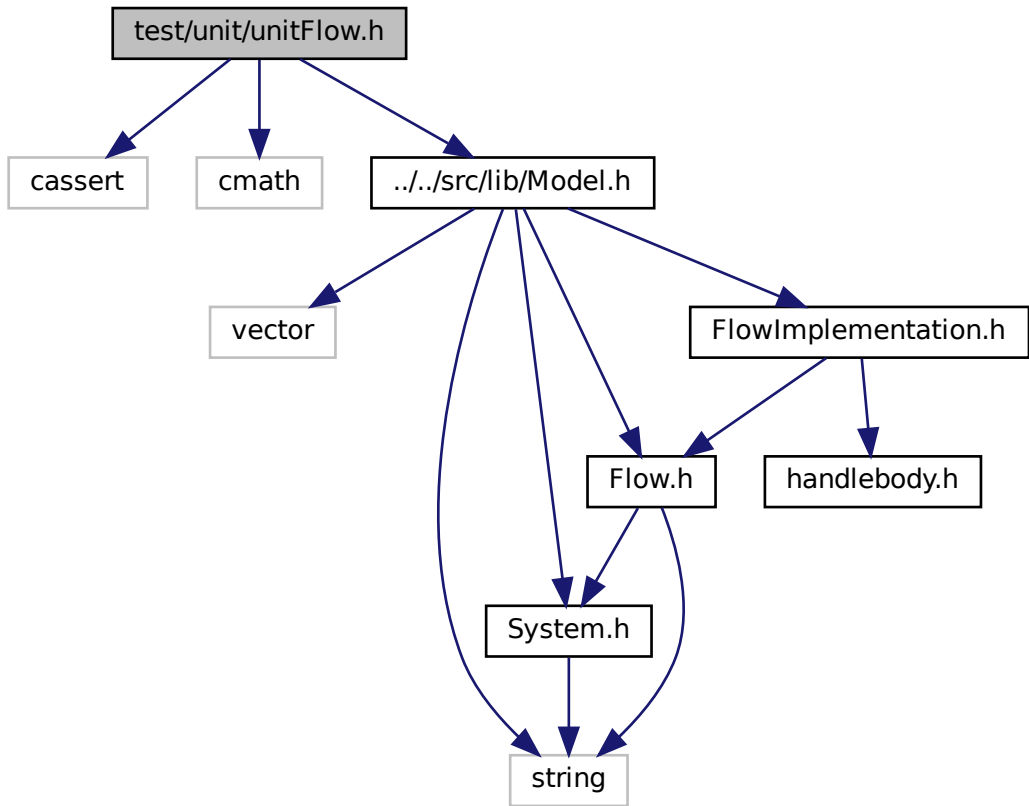 test/unit/unitFlow.h
cassert
cmath
../../src/lib/Model.h
vector
FlowImplementation.h
Flow.h
handlebody.h
System.h
string